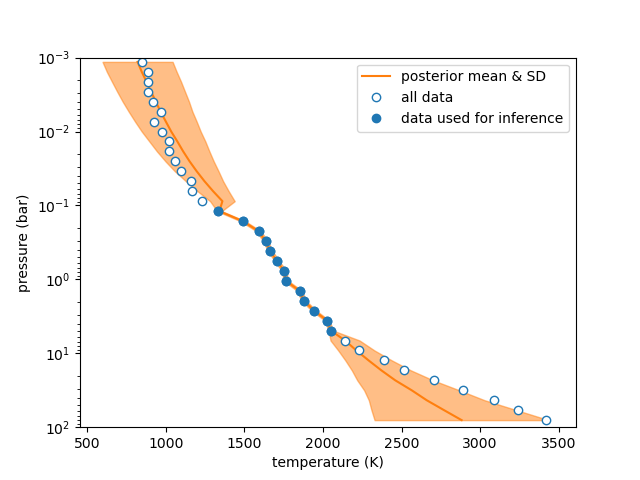 posterior mean & SD
all data
data used for inference
10⁻³
10⁻²
10⁻¹
10⁰
10¹
10²
pressure (bar)
500 1000 1500 2000 2500 3000 3500
temperature (K)